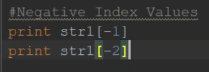 #Negative Index Values
print str1[-1]
print str1[-2]